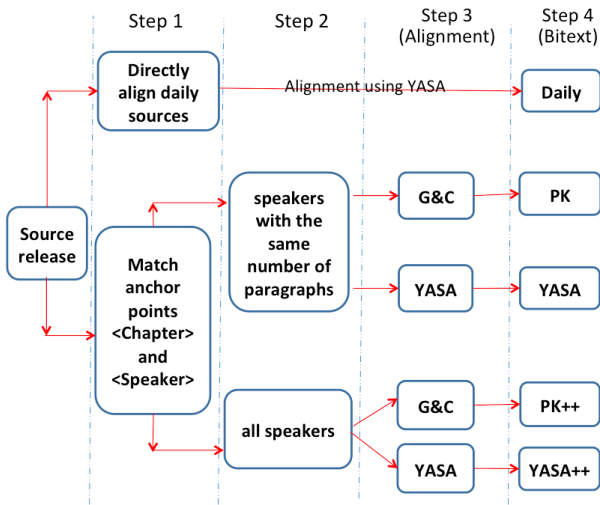 Step 1
Step 2
Step 3
(Alignment)
Step 4
(Bitext)
Directly
align daily
sources
Alignment using YASA
Daily
Source
release
Match
anchor
points
<Chapter>
and
<Speaker>
speakers
with the
same
number of
paragraphs
G&C
PK
YASA
YASA
all speakers
G&C
PK++
YASA
YASA++